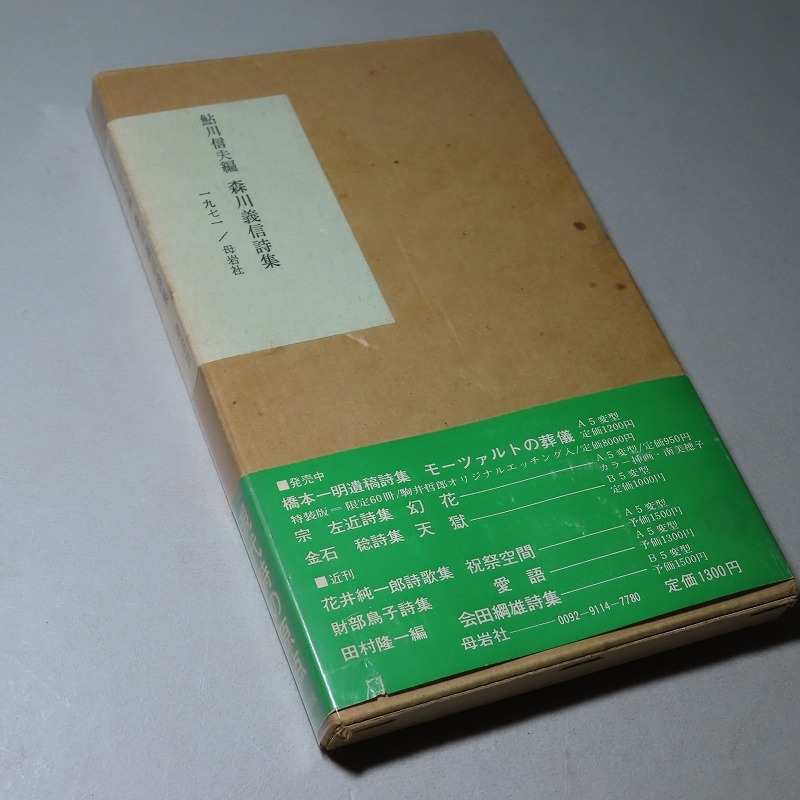 鮎川信夫編 森川義信詩集
一九七一/母岩社
■発売中
橋本一明遺稿詩集 モーツァルトの葬儀 A5変型 定価1200円
特装版=限定60冊/駒井哲郎オリジナルエッチング入/定価8000円
宗 左近詩集 幻花 A5変型/定価950円 カラー挿画・南美穂子
金石 稔詩集 天獄 B5変型 定価1000円
■近刊
花井純一郎詩歌集 祝祭空間 A5変型 予価1500円
財部鳥子詩集 愛語 A5変型 予価1300円
田村隆一編 会田綱雄詩集 B5変型 予価1500円
母岩社 0092-9114-7780 定価1300円